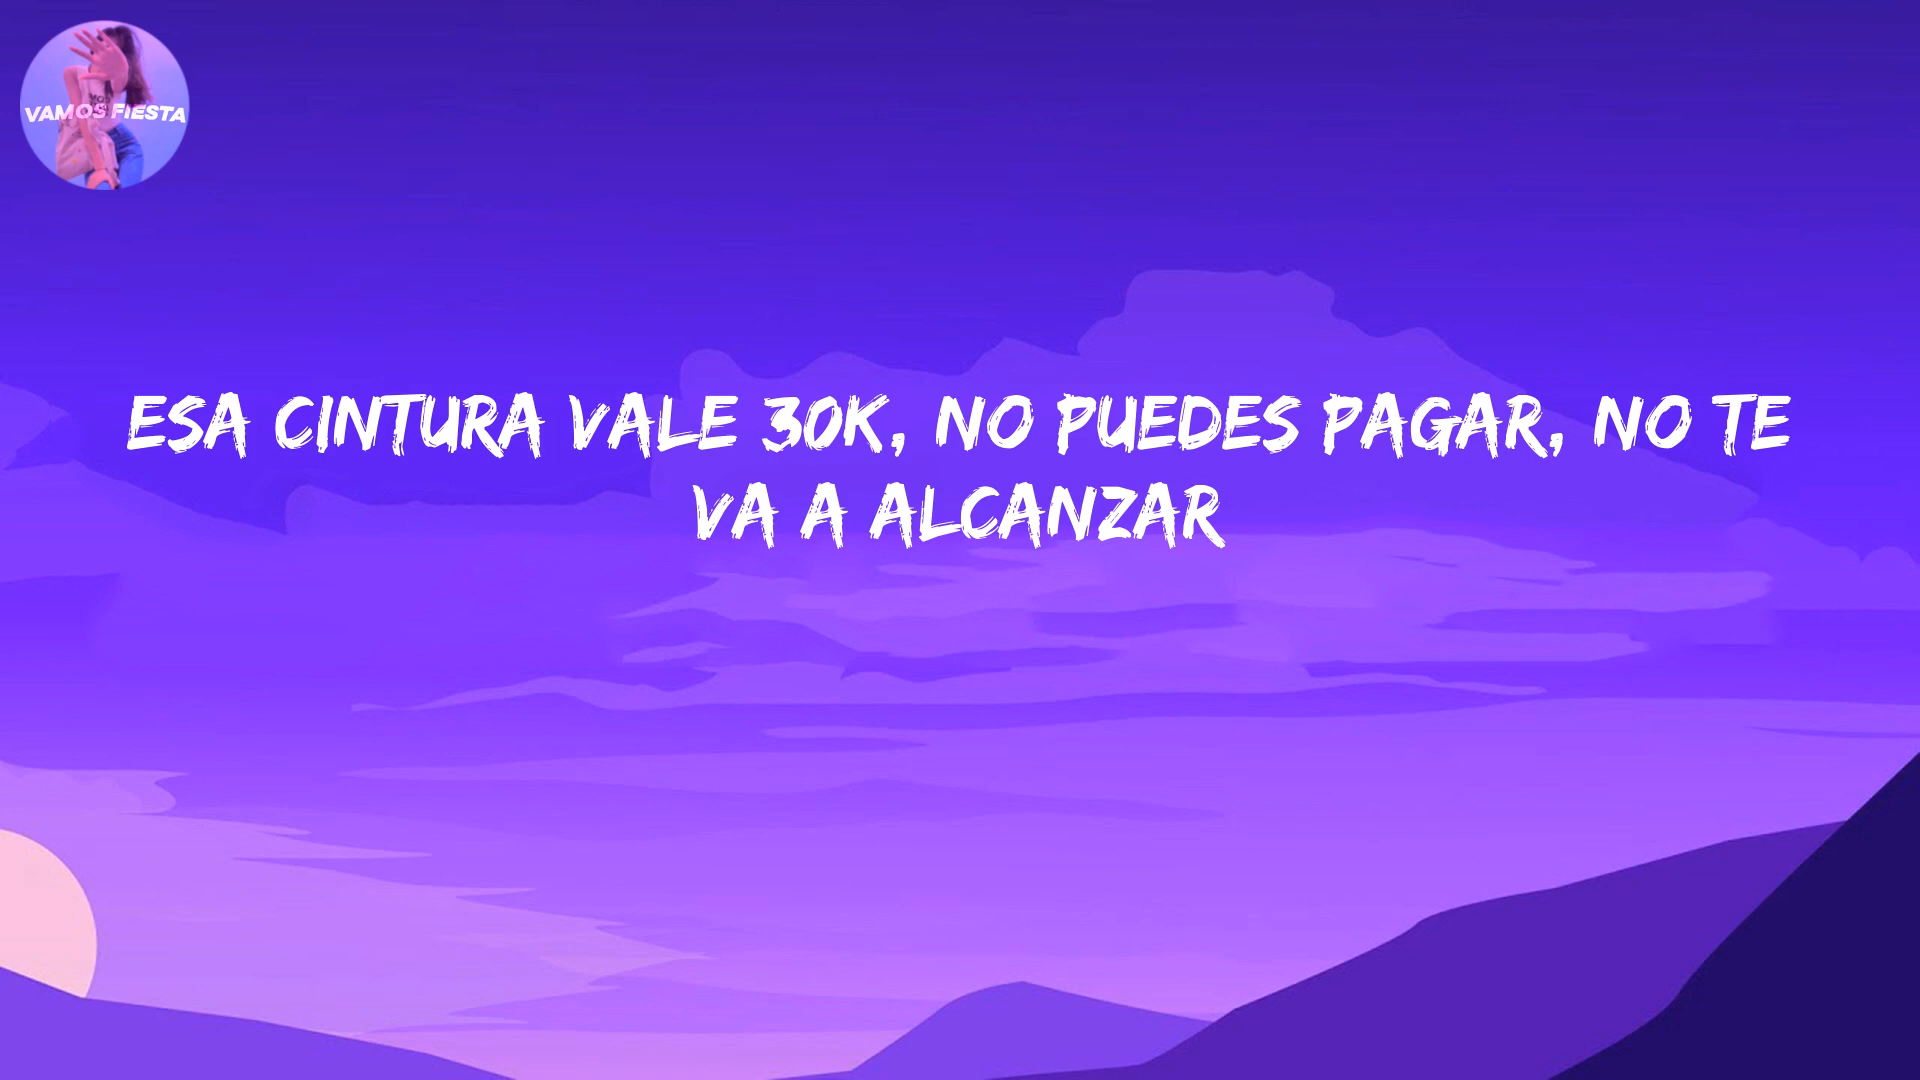 VAMOS FIESTA
ESA CINTURA VALE 30K, NO PUEDES PAGAR, NO TE
VA A ALCANZAR